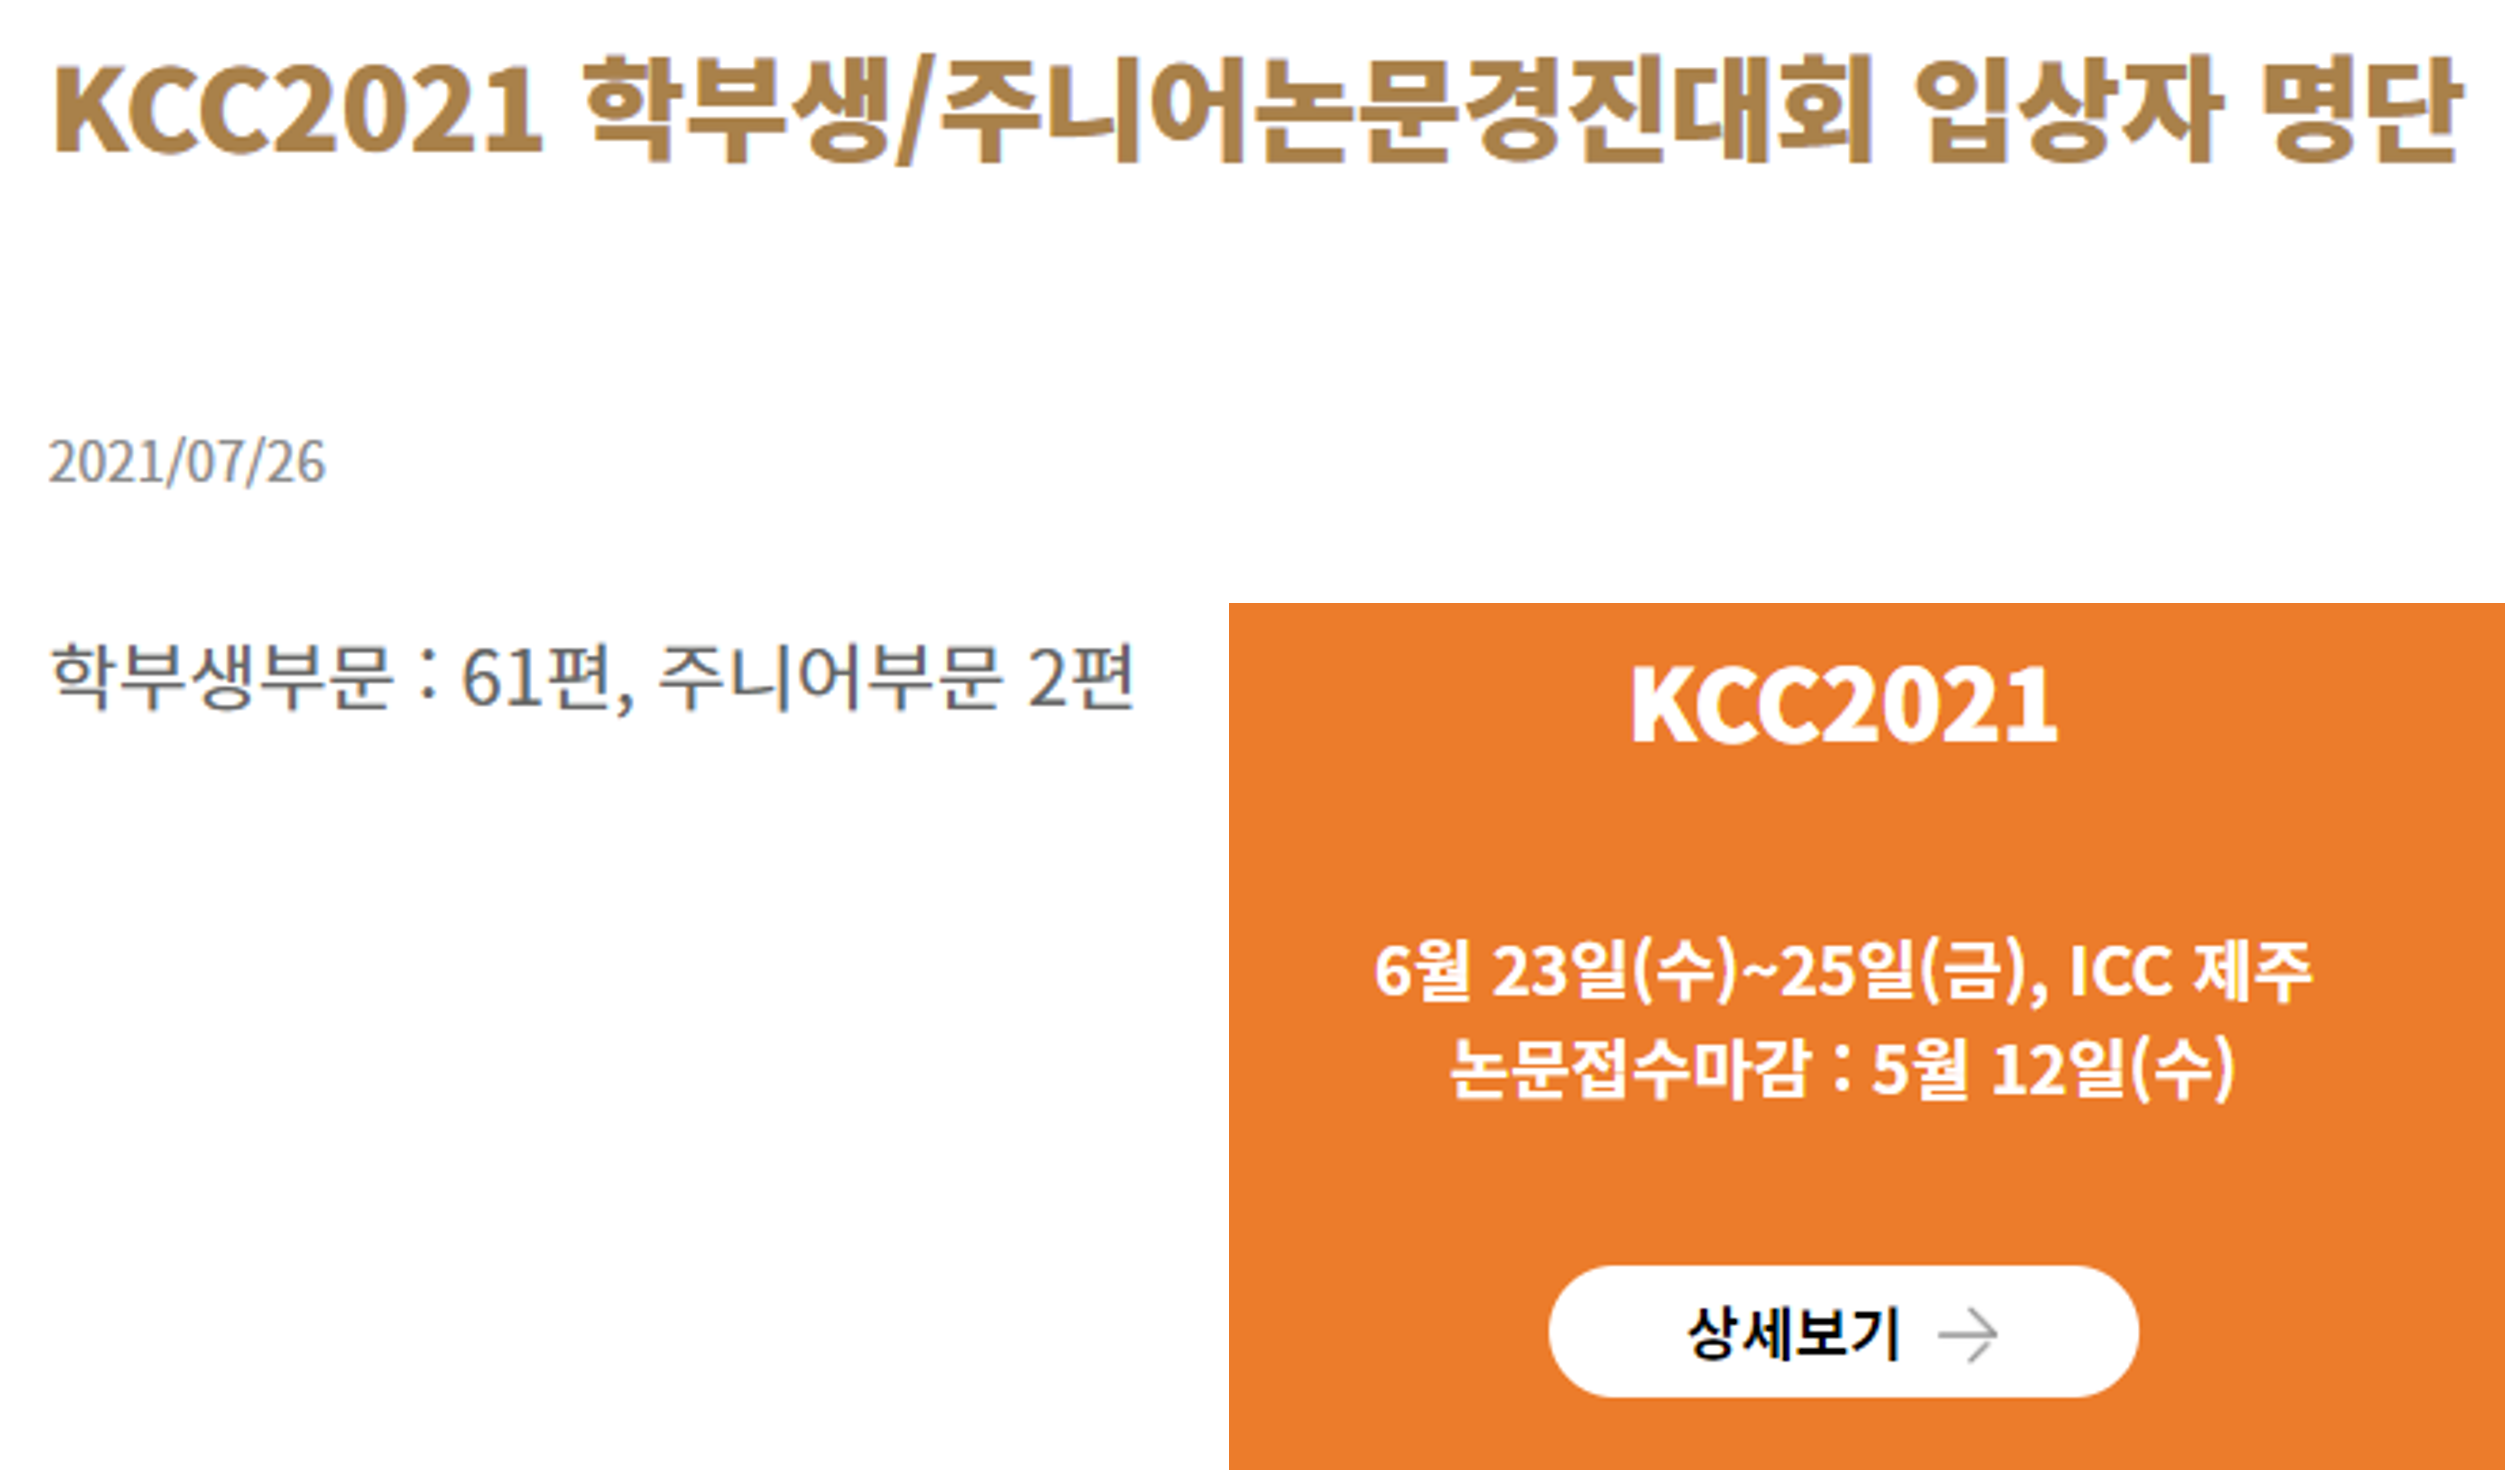 KCC2021 학부생/주니어논문경진대회 입상자 명단
2021/07/26
학부생부문 : 61편, 주니어부문 2편
KCC2021
6월 23일(수)~25일(금), ICC 제주
논문접수마감 : 5월 12일(수)
상세보기 →